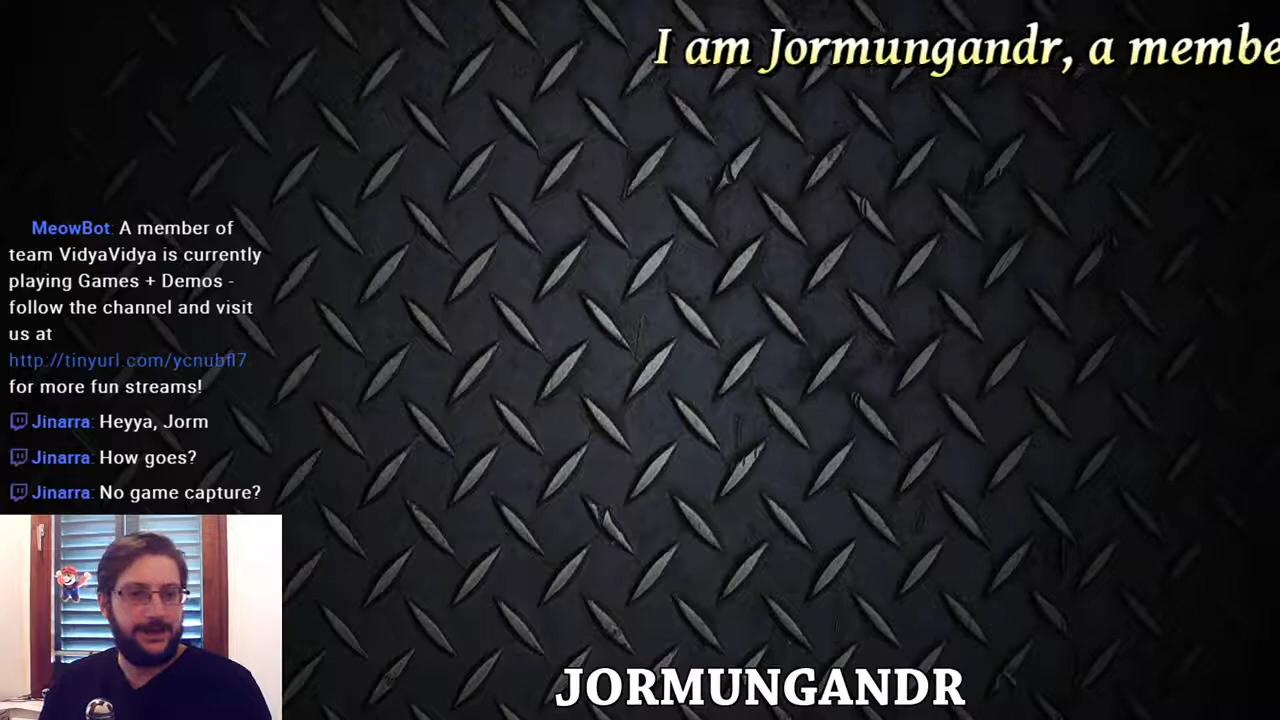 I am Jormungandr, a membe
MeowBot: A member of
team VidyaVidya is currently
playing Games + Demos -
follow the channel and visit
us at
http://tinyurl.com/ycnubfl7
for more fun streams!
Jinarra: Heyya, Jorm
Jinarra: How goes?
Jinarra: No game capture?
JORMUNGANDR